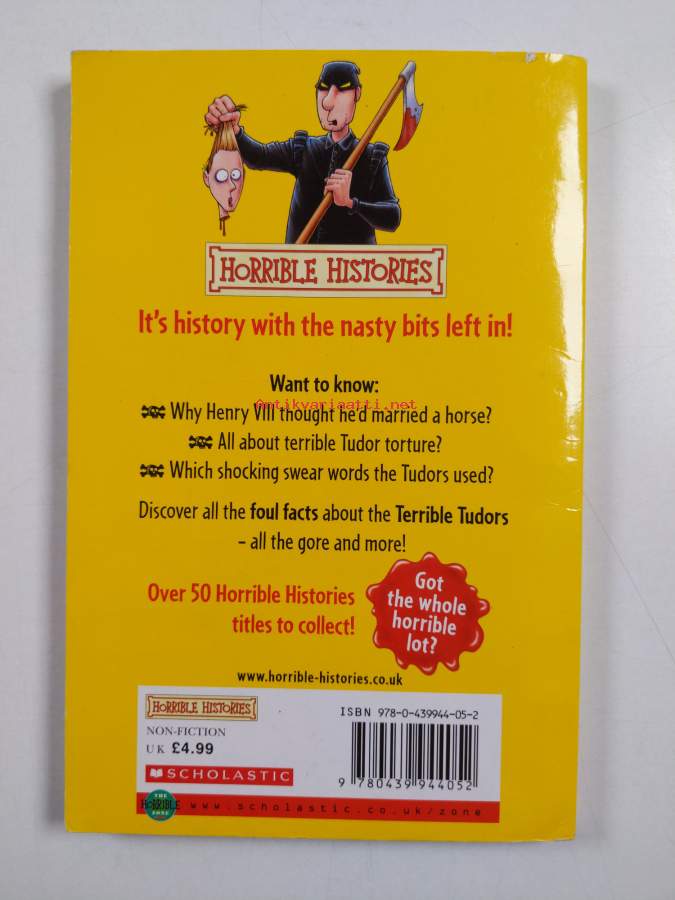 HORRIBLE HISTORIES
It's history with the nasty bits left in!
Want to know:
Antikvariaatti.net
Why Henry VIII thought he'd married a horse?
All about terrible Tudor torture?
Which shocking swear words the Tudors used?
Discover all the foul facts about the Terrible Tudors
– all the gore and more!
Over 50 Horrible Histories
titles to collect!
Got
the whole
horrible
lot?
www.horrible-histories.co.uk
HORRIBLE HISTORIES
NON-FICTION
UK £4.99
SCHOLASTIC
ISBN 978-0-439944-05-2
9 780439 944052
THE
HORRIBLE
ZONE
www.scholastic.co.uk/zone